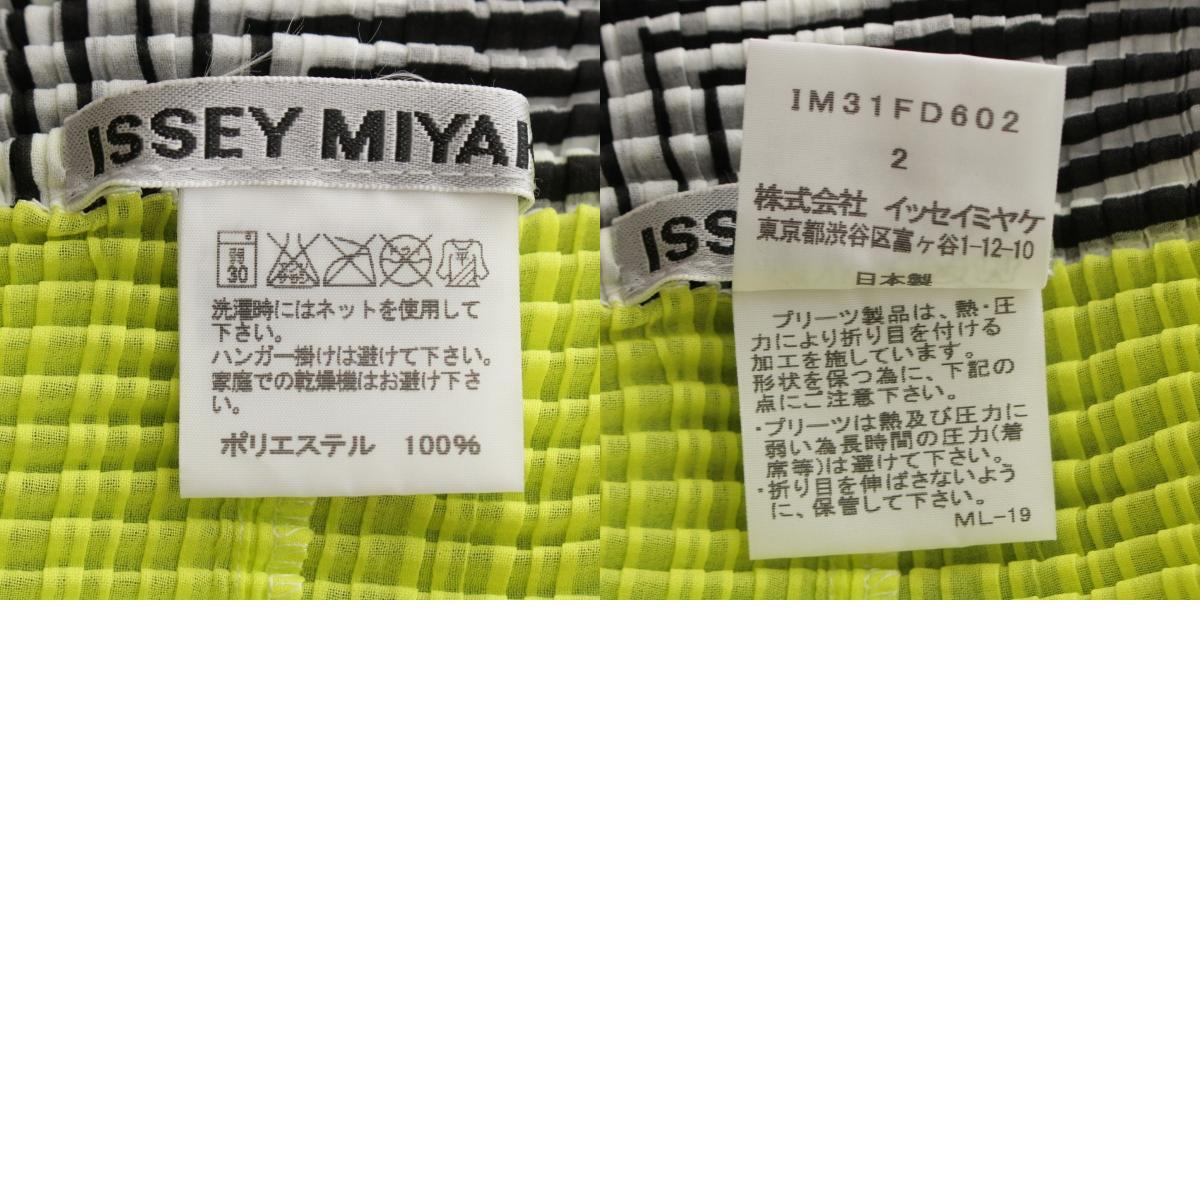 ISSEY MIYAK
弱
30
平
洗濯時にはネットを使用して
下さい。
ハンガー掛けは避けて下さい。
家庭での乾燥機はお避け下さ
い。
ポリエステル 100%
ISS
IM31FD602
2
株式会社 イッセイミヤケ
東京都渋谷区富ヶ谷1-12-10
日本製
プリーツ製品は、熱・圧
力により折り目を付ける
加工を施しています。
形状を保つ為に、下記の
点にご注意下さい。
・プリーツは熱及び圧力に
弱い為長時間の圧力(着
席等)は避けて下さい。
・折り目を伸ばさないよう
に、保管して下さい。
ML-19